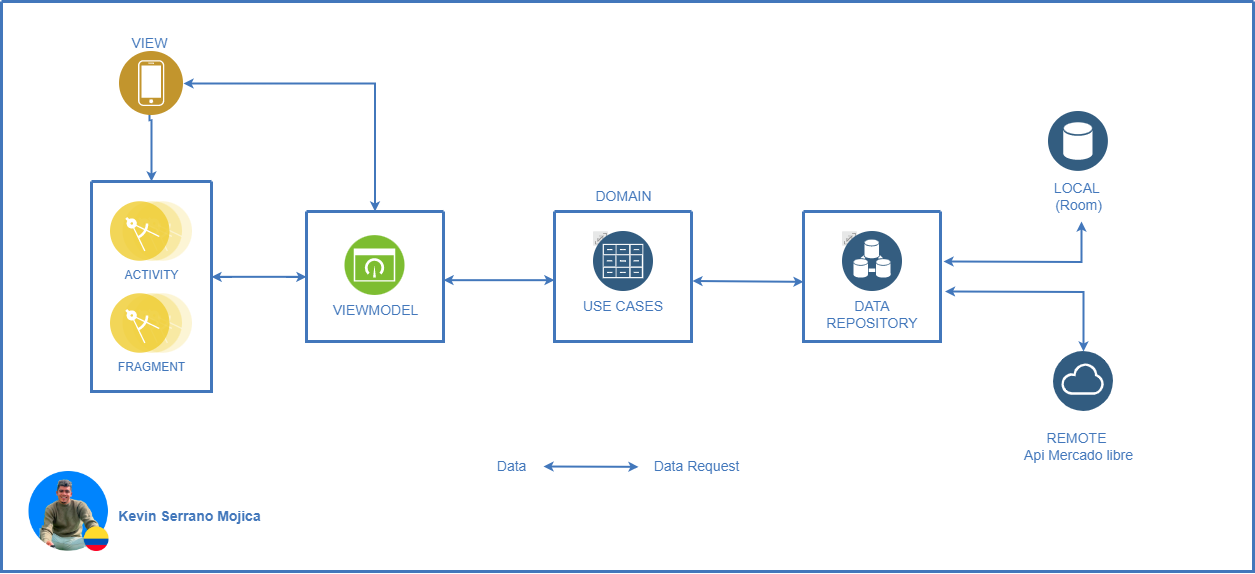 VIEW
ACTIVITY
FRAGMENT
VIEWMODEL
DOMAIN
USE CASES
DATA
REPOSITORY
LOCAL
(Room)
REMOTE
Api Mercado libre
Data
Data Request
Kevin Serrano Mojica